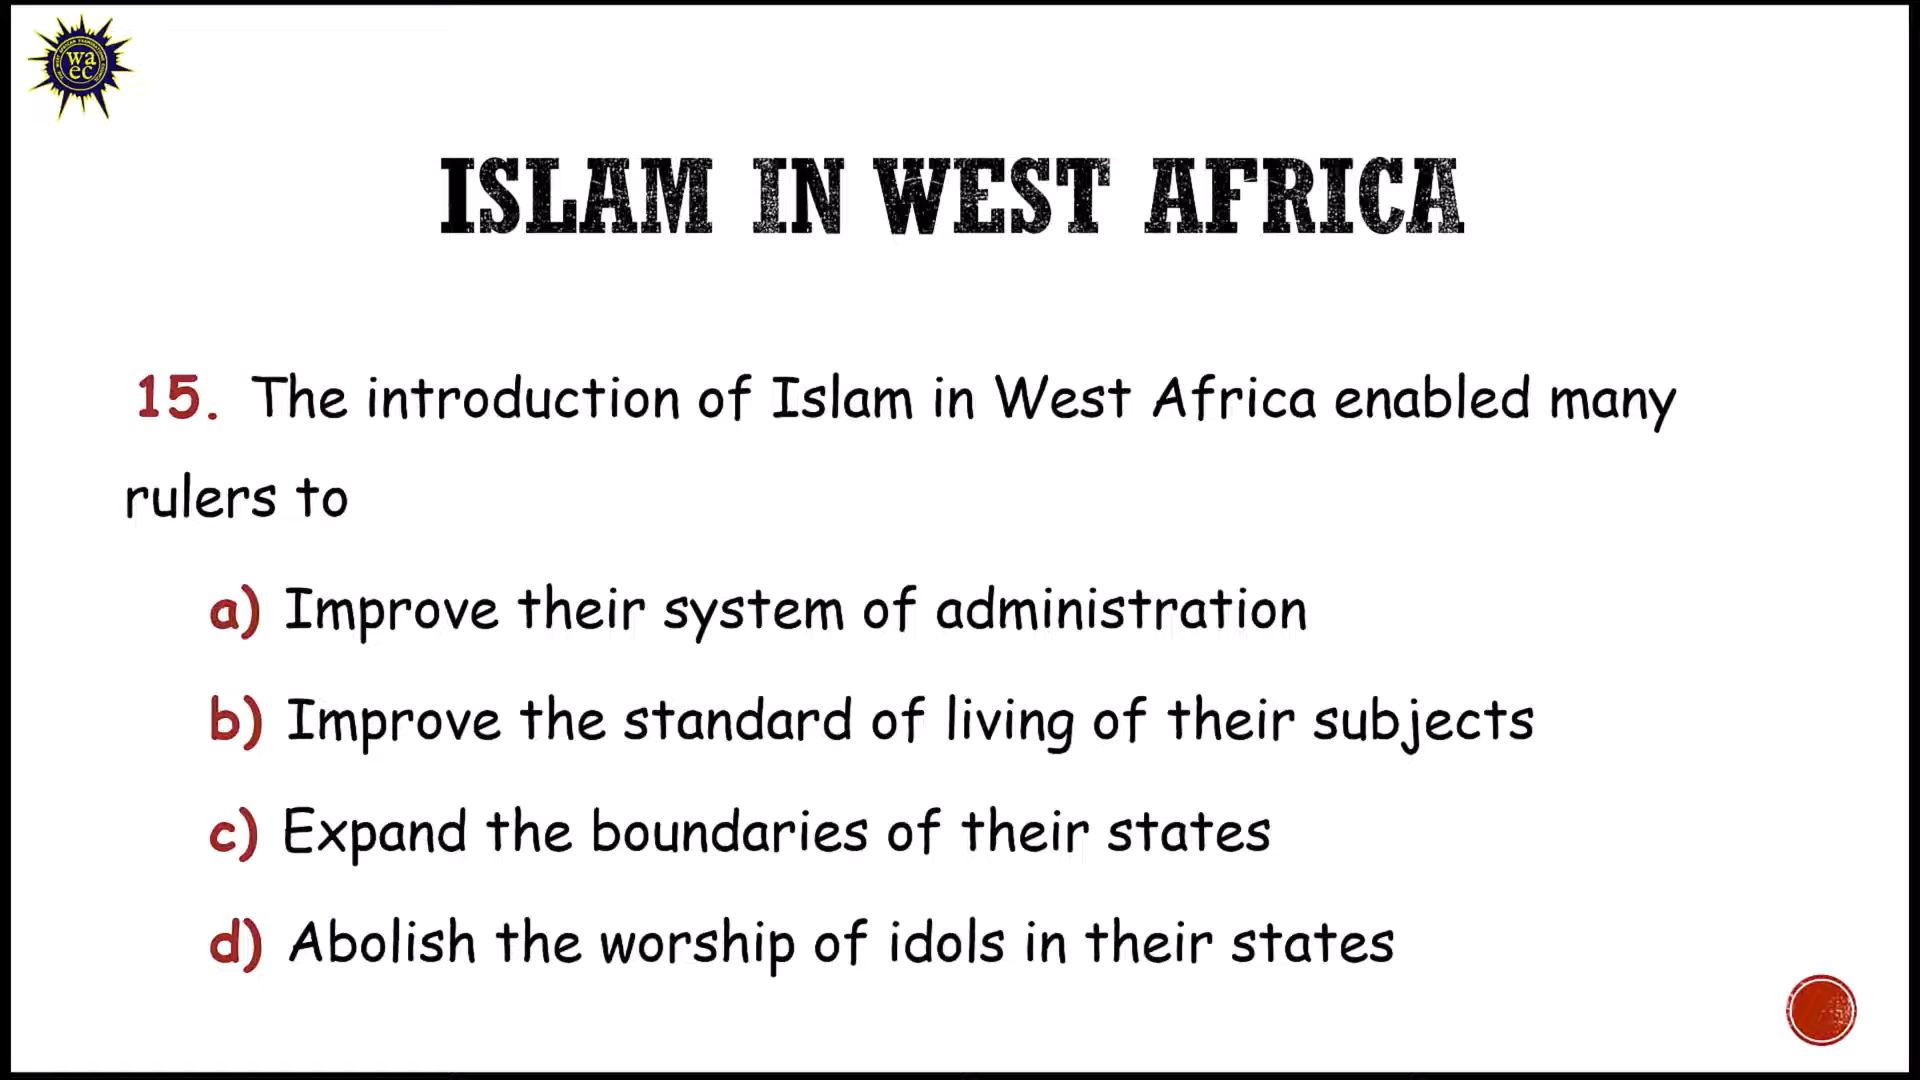 wa
ec
ISLAM IN WEST AFRICA
15. The introduction of Islam in West Africa enabled many
rulers to
a) Improve their system of administration
b) Improve the standard of living of their subjects
c) Expand the boundaries of their states
d) Abolish the worship of idols in their states